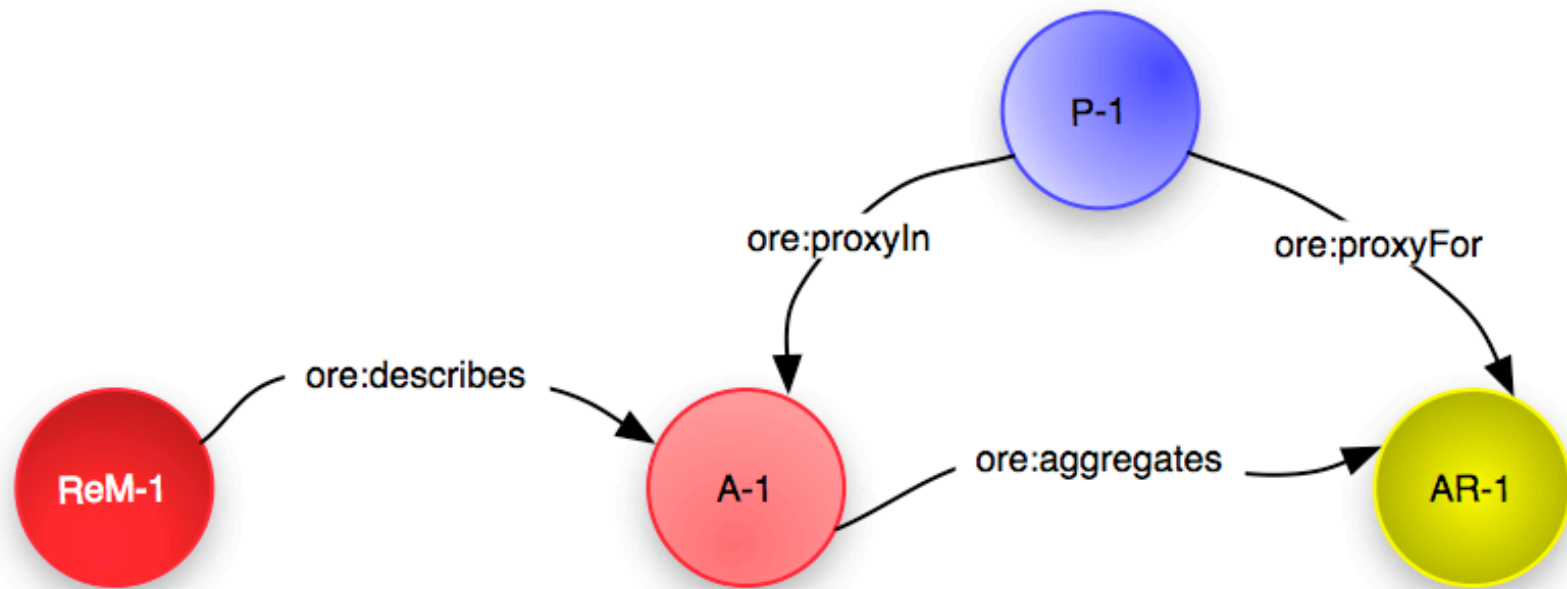 P-1
ore:proxyIn
ore:proxyFor
ore:describes
ore:aggregates
ReM-1
A-1
AR-1